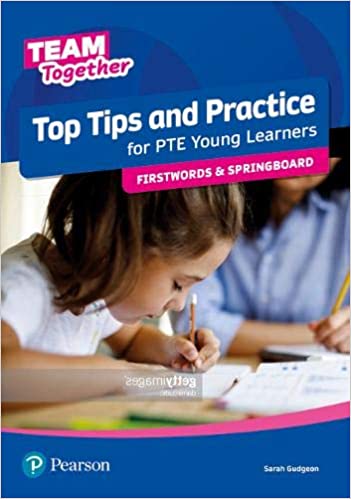 TEAM
Together
Top Tips and Practice
for PTE Young Learners
FIRSTWORDS & SPRINGBOARD
gettyimages
Pearson
Sarah Gudgeon